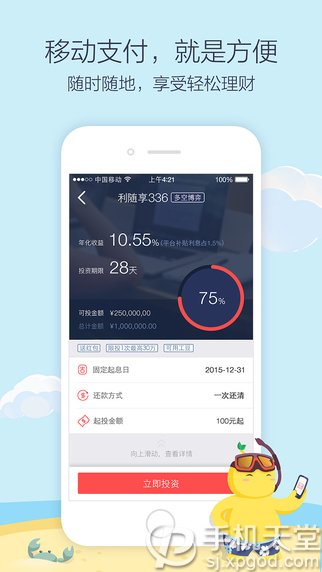 移动支付，就是方便
随时随地，享受轻松理财
中国移动 上午4:21 100%
利随享336 多空博弈
年化收益 10.55% (平台补贴利息占1.5%)
投资期限 28天
75%
可投金额 ¥250,000,00
总计金额 ¥1,000,000.00
送红包 限投1次最高30万 可用工豆
固定起息日 2015-12-31
还款方式 一次还清
起投金额 100元起
向上滑动，查看详情
立即投资
手机天堂
sj.xpgod.com